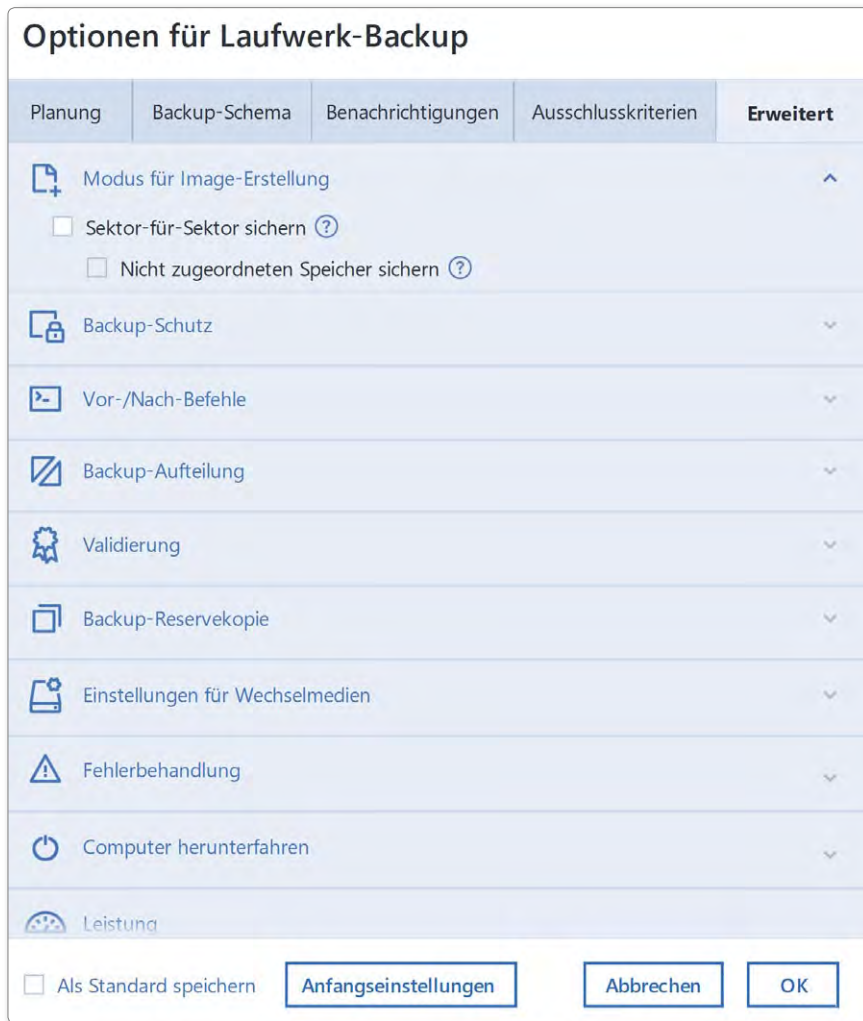 Optionen für Laufwerk-Backup
Planung Backup-Schema Benachrichtigungen Ausschlusskriterien Erweitert
Modus für Image-Erstellung
Sektor-für-Sektor sichern ?
Nicht zugeordneten Speicher sichern ?
Backup-Schutz
Vor-/Nach-Befehle
Backup-Aufteilung
Validierung
Backup-Reservekopie
Einstellungen für Wechselmedien
Fehlerbehandlung
Computer herunterfahren
Leistung
Als Standard speichern Anfangseinstellungen Abbrechen OK